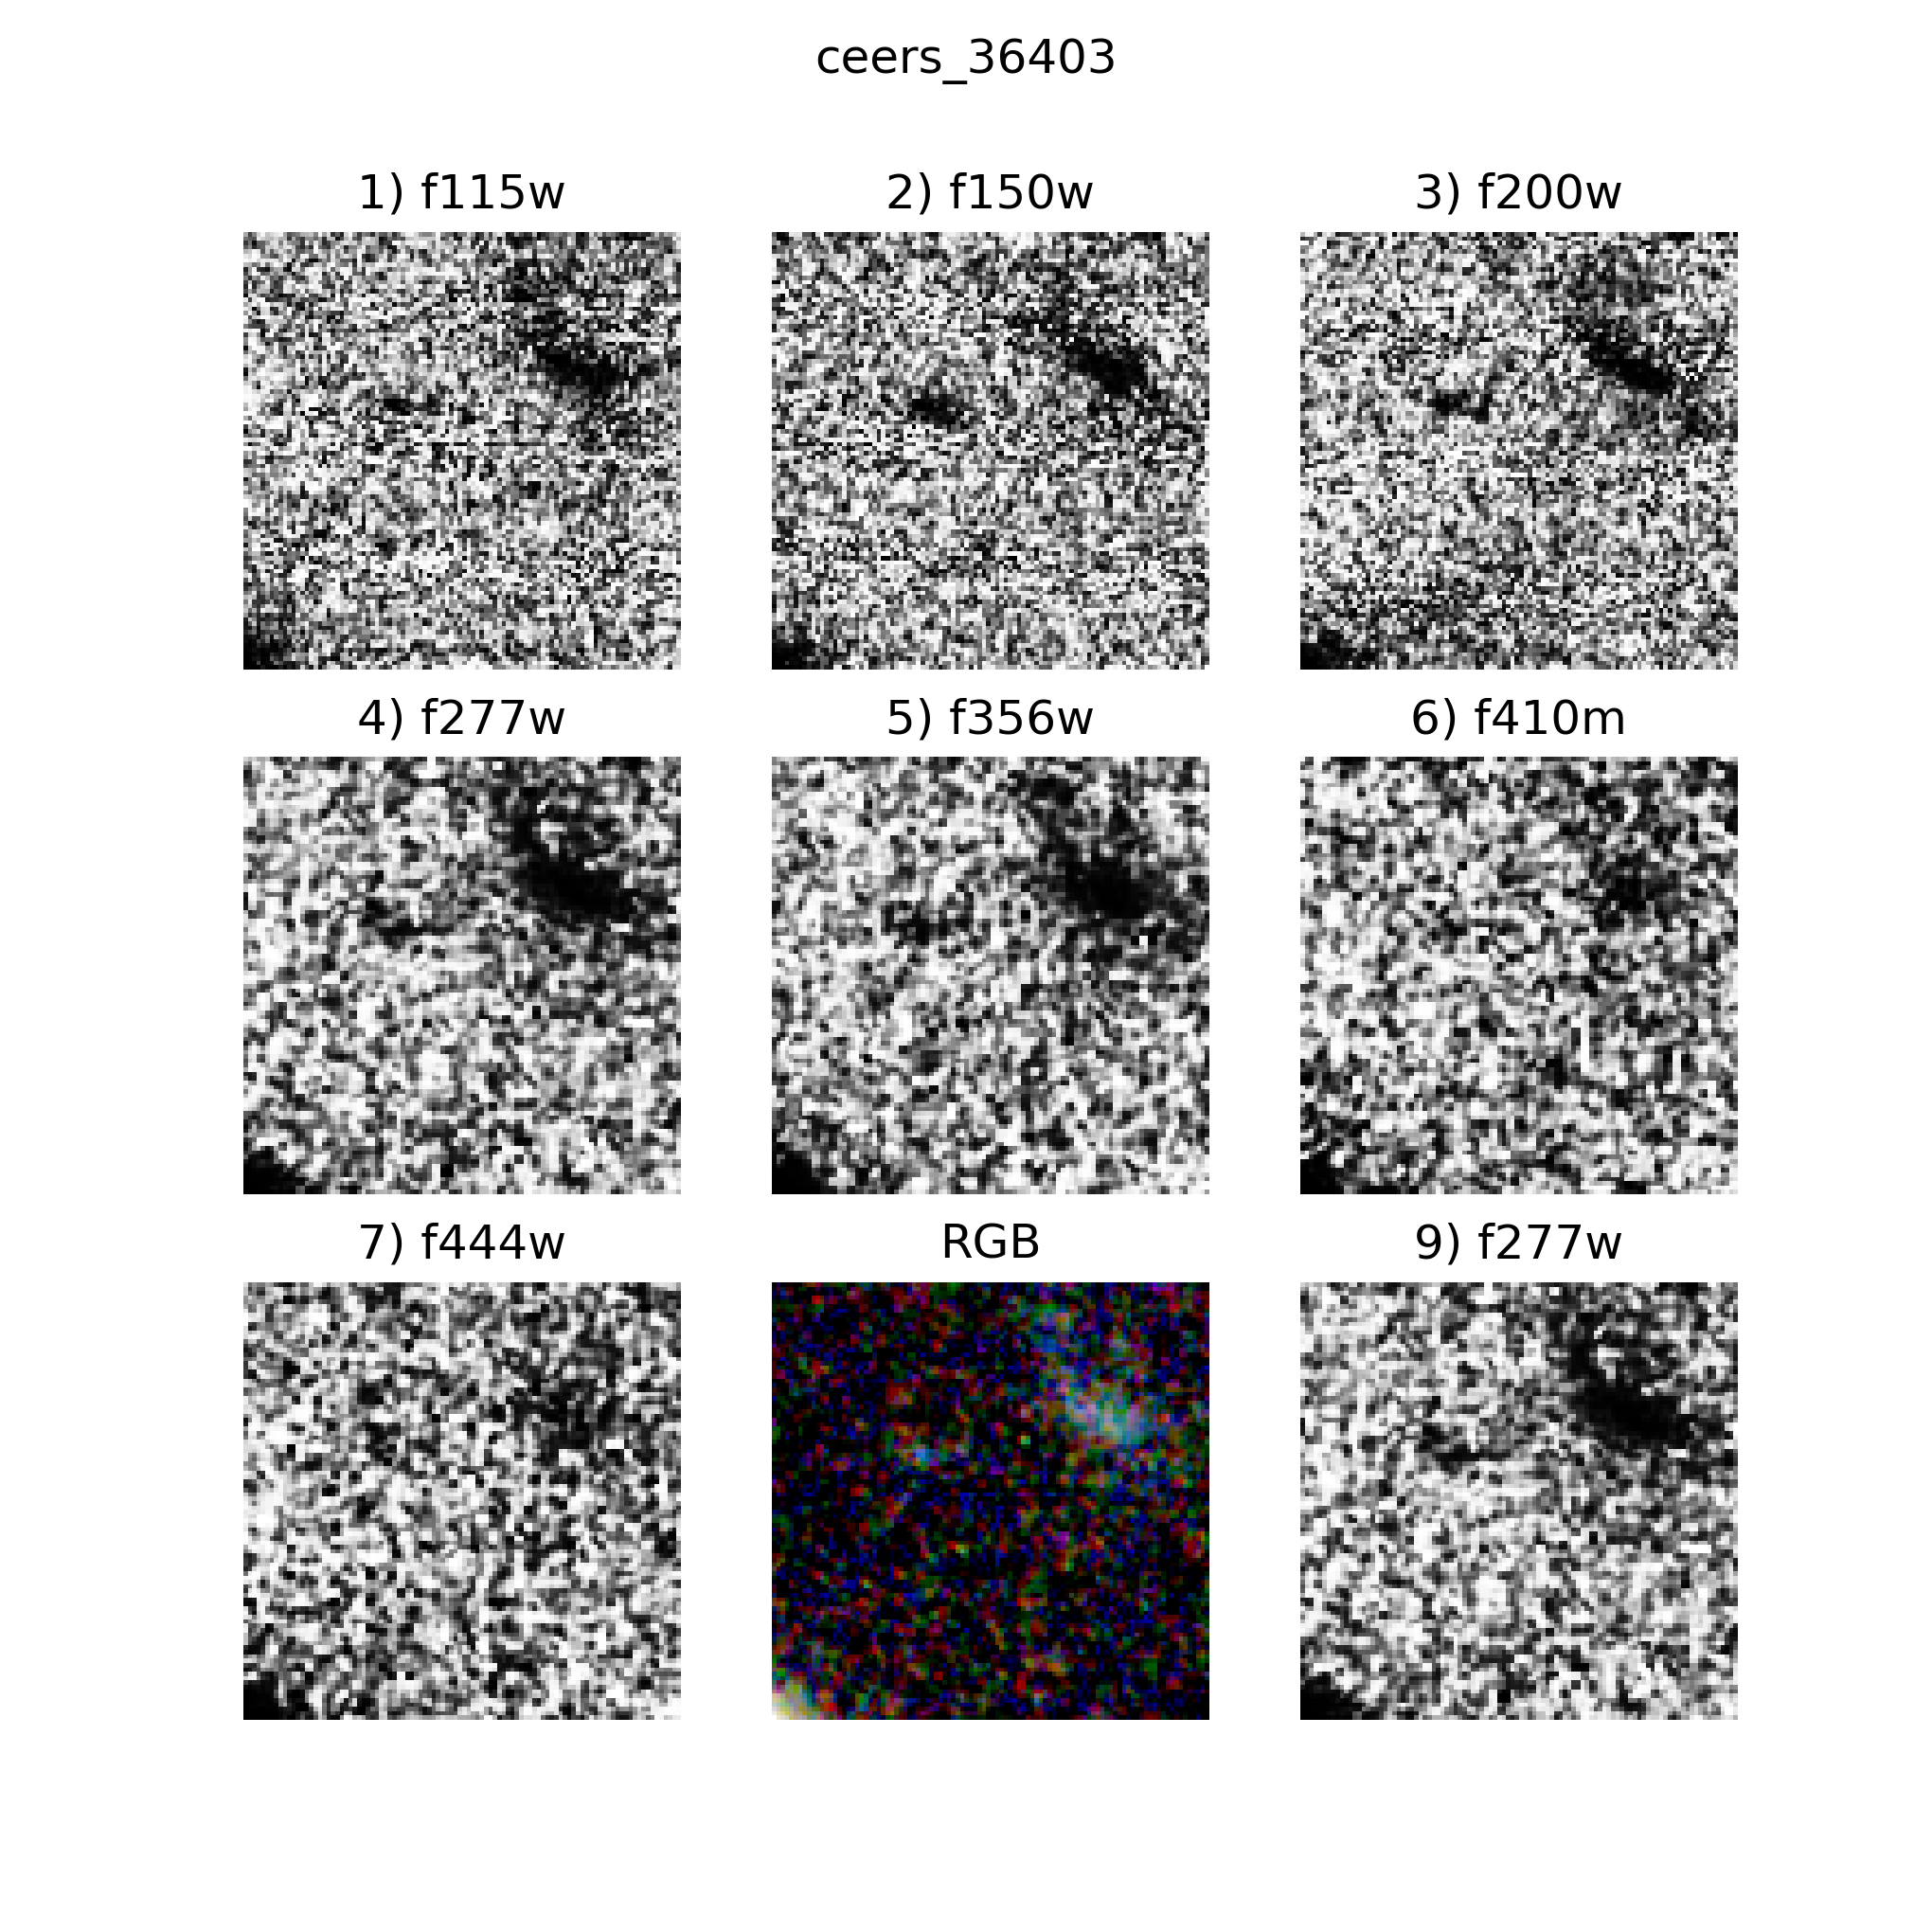 ceers_36403
1) f115w
2) f150w
3) f200w
4) f277w
5) f356w
6) f410m
7) f444w
RGB
9) f277w